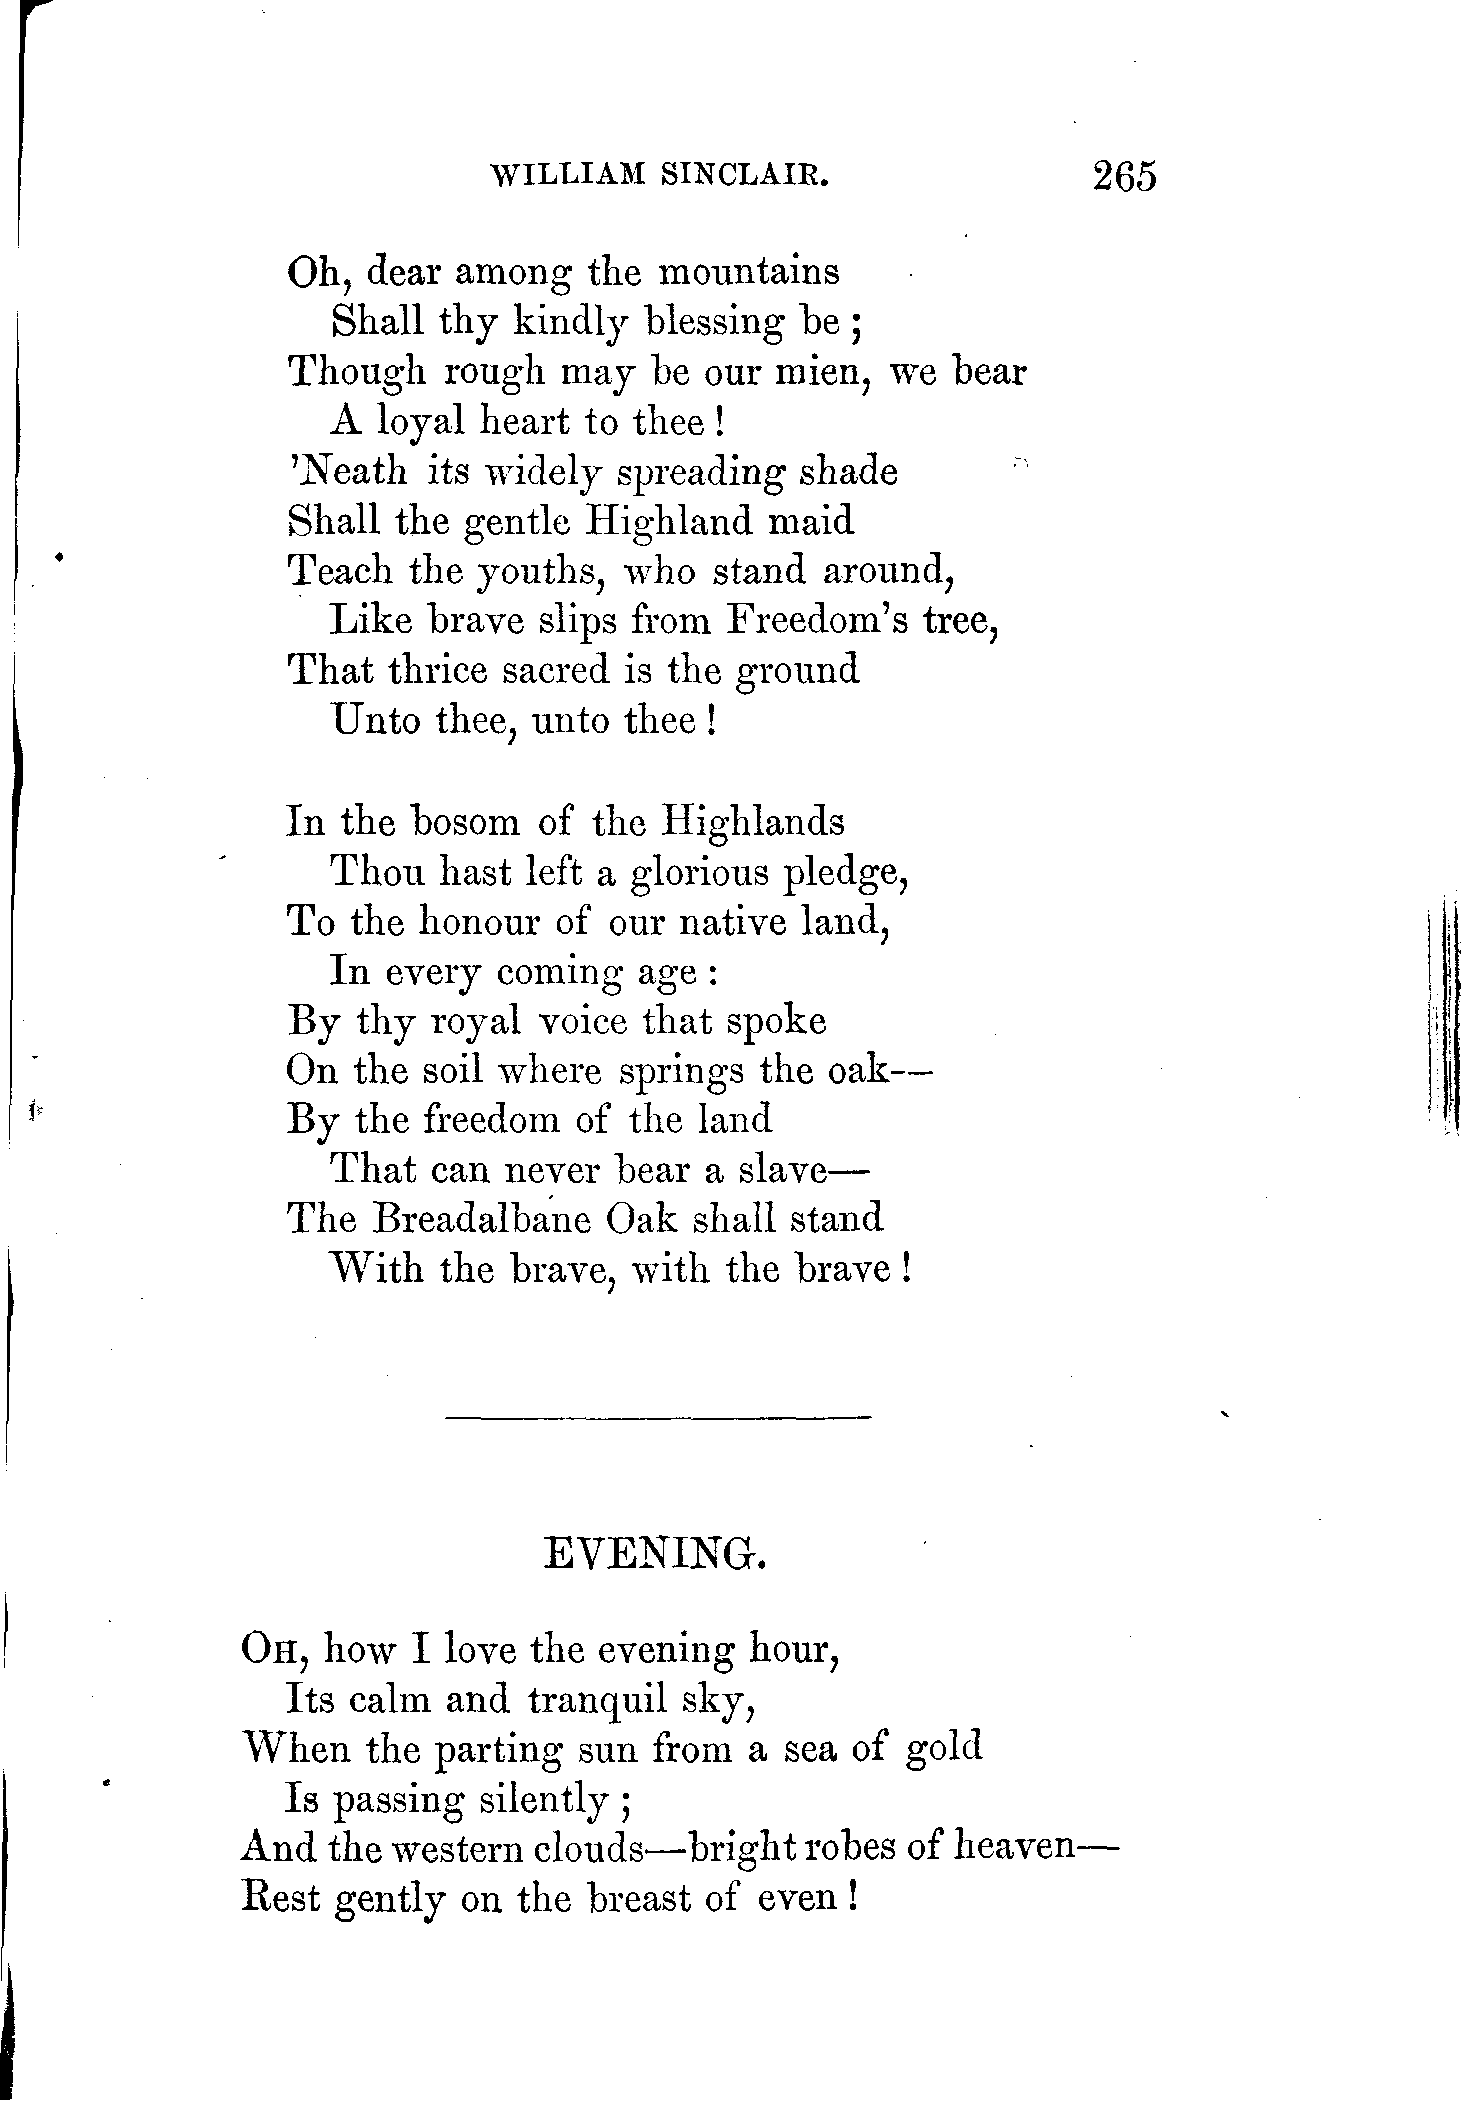 WILLIAM SINCLAIR. 265
Oh, dear among the mountains
Shall thy kindly blessing be ;
Though rough may be our mien, we bear
A loyal heart to thee !
'Neath its widely spreading shade
Shall the gentle Highland maid
Teach the youths, who stand around,
Like brave slips from Freedom's tree,
That thrice sacred is the ground
Unto thee, unto thee !
In the bosom of the Highlands
Thou hast left a glorious pledge,
To the honour of our native land,
In every coming age :
By thy royal voice that spoke
On the soil where springs the oak—
By the freedom of the land
That can never bear a slave—
The Breadalbane Oak shall stand
With the brave, with the brave !
EVENING.
OH, how I love the evening hour,
Its calm and tranquil sky,
When the parting sun from a sea of gold
Is passing silently ;
And the western clouds—bright robes of heaven—
Rest gently on the breast of even !